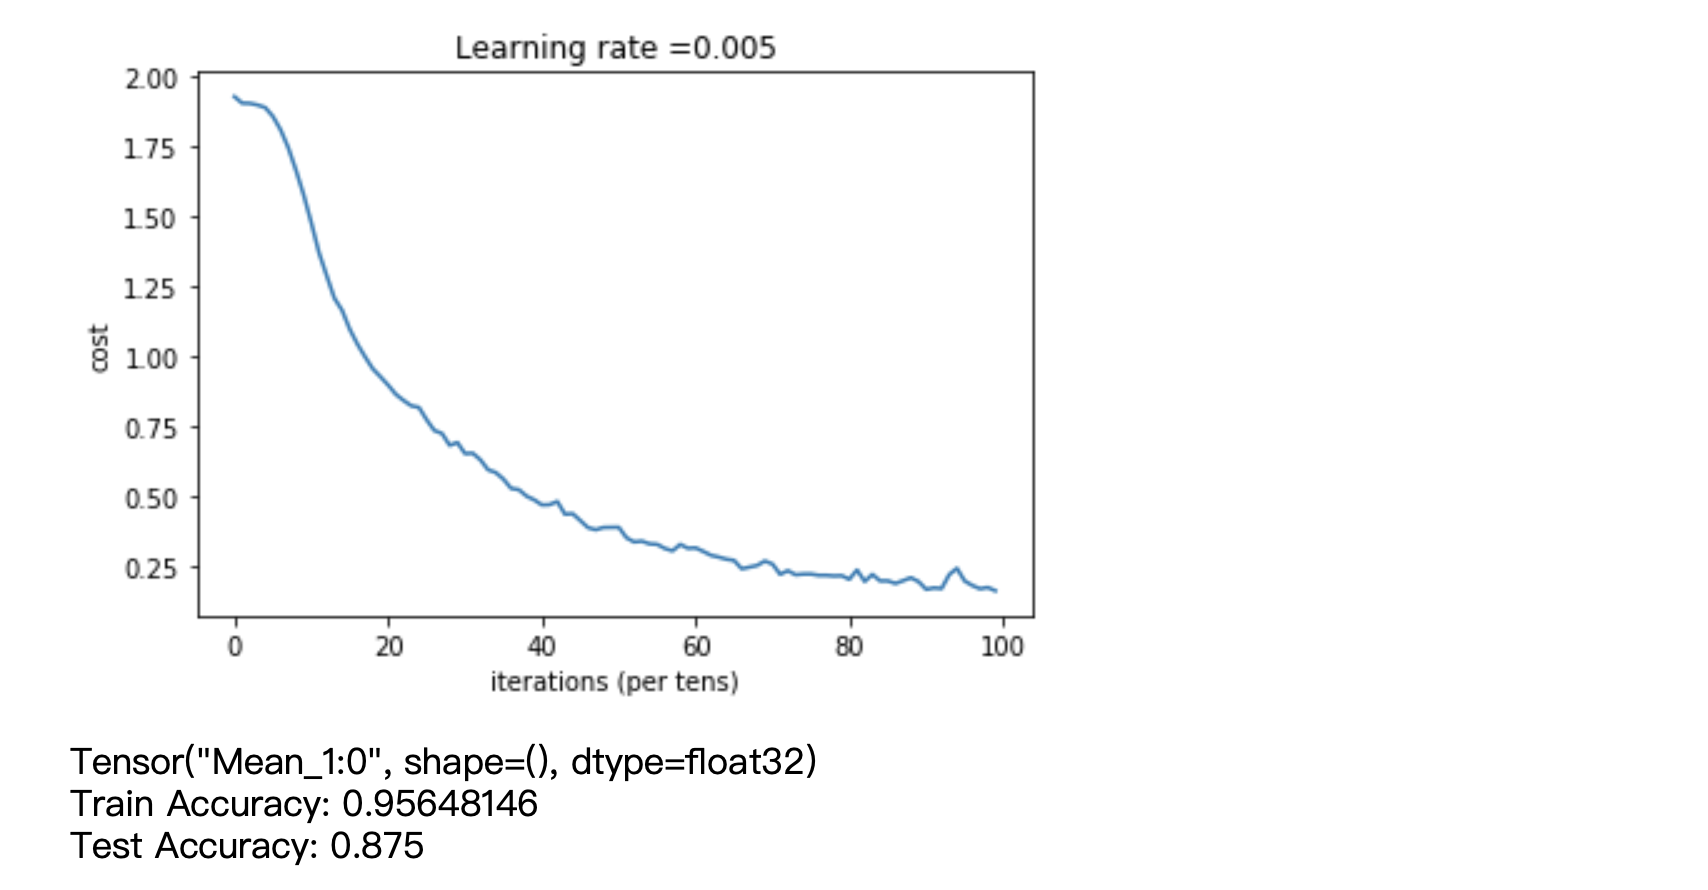 Learning rate =0.005
2.00
1.75
1.50
1.25
1.00
0.75
0.50
0.25
cost
0 20 40 60 80 100
iterations (per tens)
Tensor("Mean_1:0", shape=(), dtype=float32)
Train Accuracy: 0.95648146
Test Accuracy: 0.875